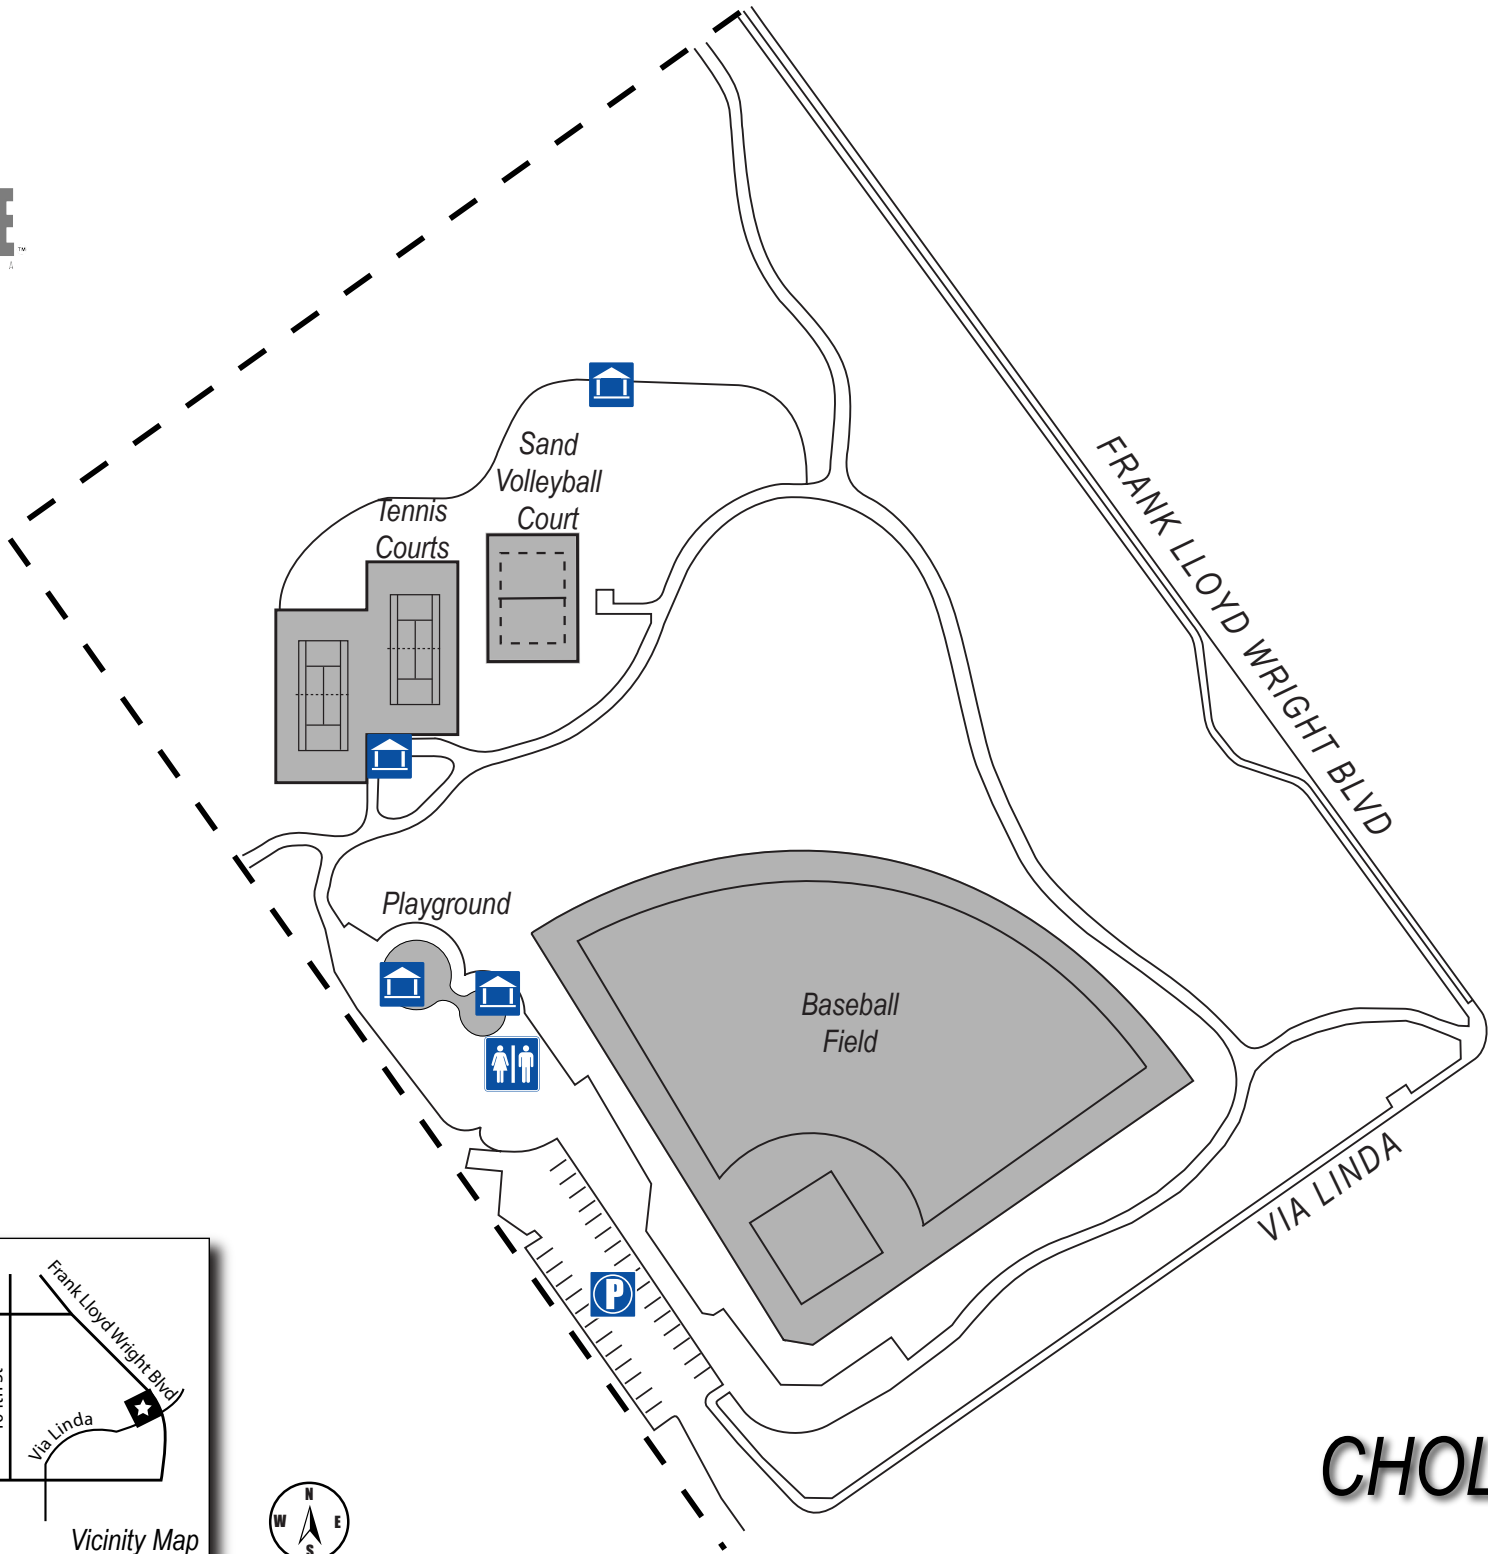 E
™
A
Sand
Volleyball
Court
Tennis
Courts
FRANK LLOYD WRIGHT BLVD
Playground
Baseball
Field
VIA LINDA
P
Frank Lloyd Wright Blvd
Via Linda
Vicinity Map
N
W E
S
CHOL